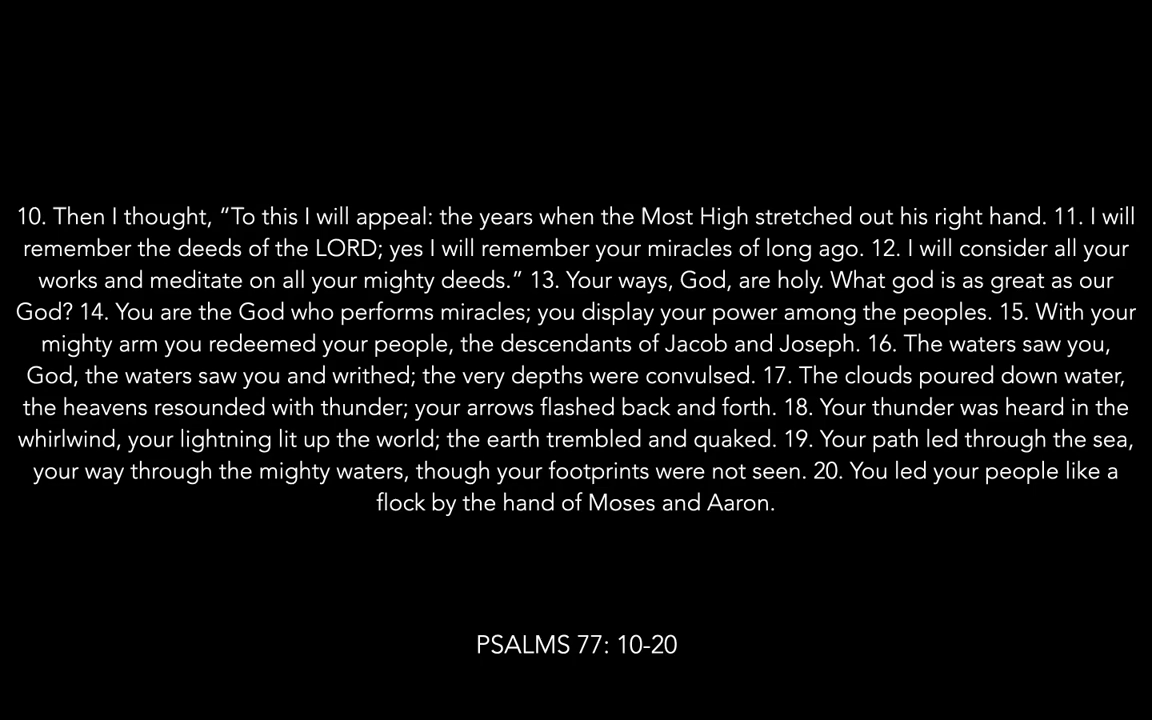 10. Then I thought, “To this I will appeal: the years when the Most High stretched out his right hand. 11. I will
remember the deeds of the LORD; yes I will remember your miracles of long ago. 12. I will consider all your
works and meditate on all your mighty deeds.” 13. Your ways, God, are holy. What god is as great as our
God? 14. You are the God who performs miracles; you display your power among the peoples. 15. With your
mighty arm you redeemed your people, the descendants of Jacob and Joseph. 16. The waters saw you,
God, the waters saw you and writhed; the very depths were convulsed. 17. The clouds poured down water,
the heavens resounded with thunder; your arrows flashed back and forth. 18. Your thunder was heard in the
whirlwind, your lightning lit up the world; the earth trembled and quaked. 19. Your path led through the sea,
your way through the mighty waters, though your footprints were not seen. 20. You led your people like a
flock by the hand of Moses and Aaron.
PSALMS 77: 10-20